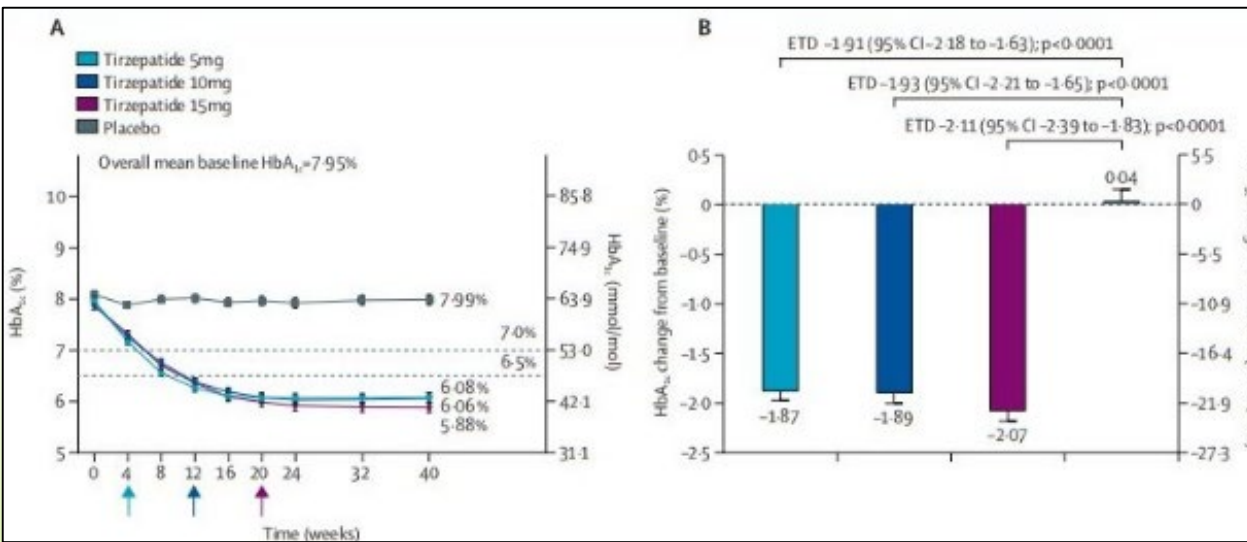 A
Tirzepatide 5mg
Tirzepatide 10mg
Tirzepatide 15mg
Placebo
Overall mean baseline HbA1c=7·95%
HbA1c (%)
10
9
8
7
6
5
7·99%
7·0%
6·5%
6·08%
6·06%
5·88%
85·8
74·9
63·9
53·0
42·1
31·1
HbA1c (mmol/mol)
0 4 8 12 16 20 24 32 40
Time (weeks)
B
ETD –1·91 (95% CI –2·18 to –1·63); p<0·0001
ETD –1·93 (95% CI –2·21 to –1·65); p<0·0001
ETD –2·11 (95% CI –2·39 to –1·83); p<0·0001
HbA1c change from baseline (%)
0·5
0
–0·5
–1·0
–1·5
–2·0
–2·5
–1·87
–1·89
–2·07
0·04
5·5
0
–5·5
–10·9
–16·4
–21·9
–27·3